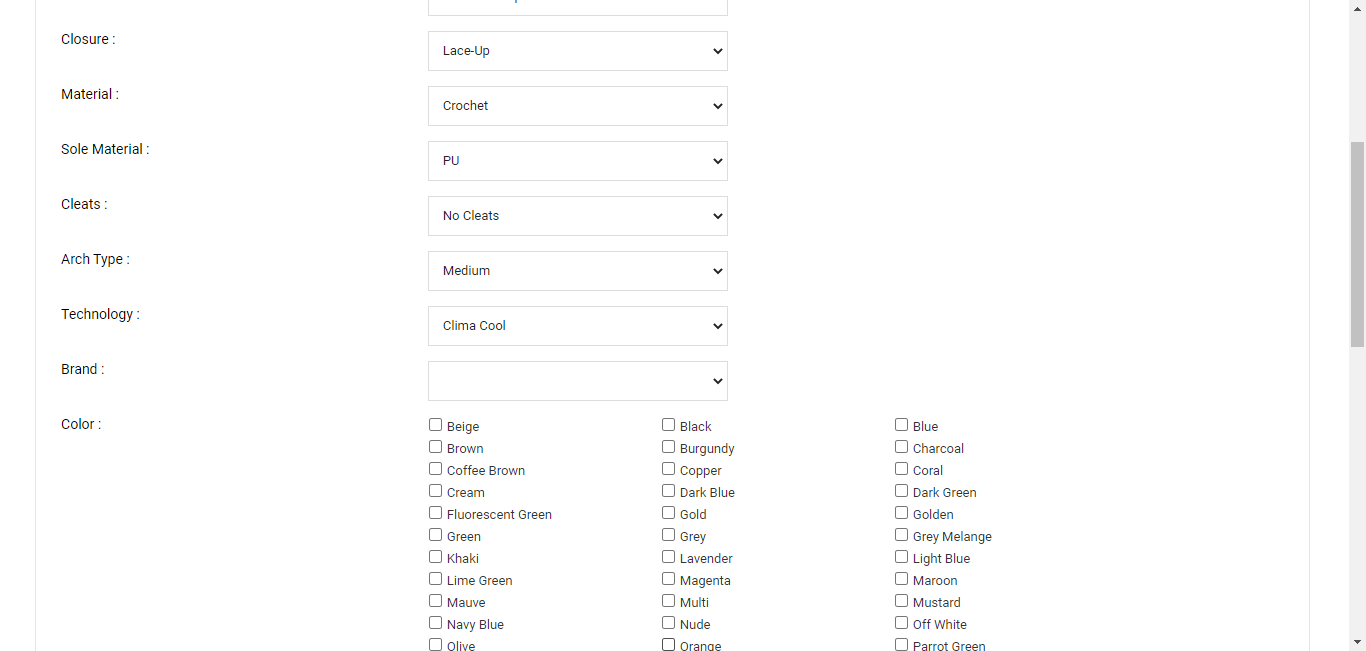 Closure :
Lace-Up
Material :
Crochet
Sole Material :
PU
Cleats :
No Cleats
Arch Type :
Medium
Technology :
Clima Cool
Brand :
Color :
Beige Black Blue
Brown Burgundy Charcoal
Coffee Brown Copper Coral
Cream Dark Blue Dark Green
Fluorescent Green Gold Golden
Green Grey Grey Melange
Khaki Lavender Light Blue
Lime Green Magenta Maroon
Mauve Multi Mustard
Navy Blue Nude Off White
Olive Orange Parrot Green